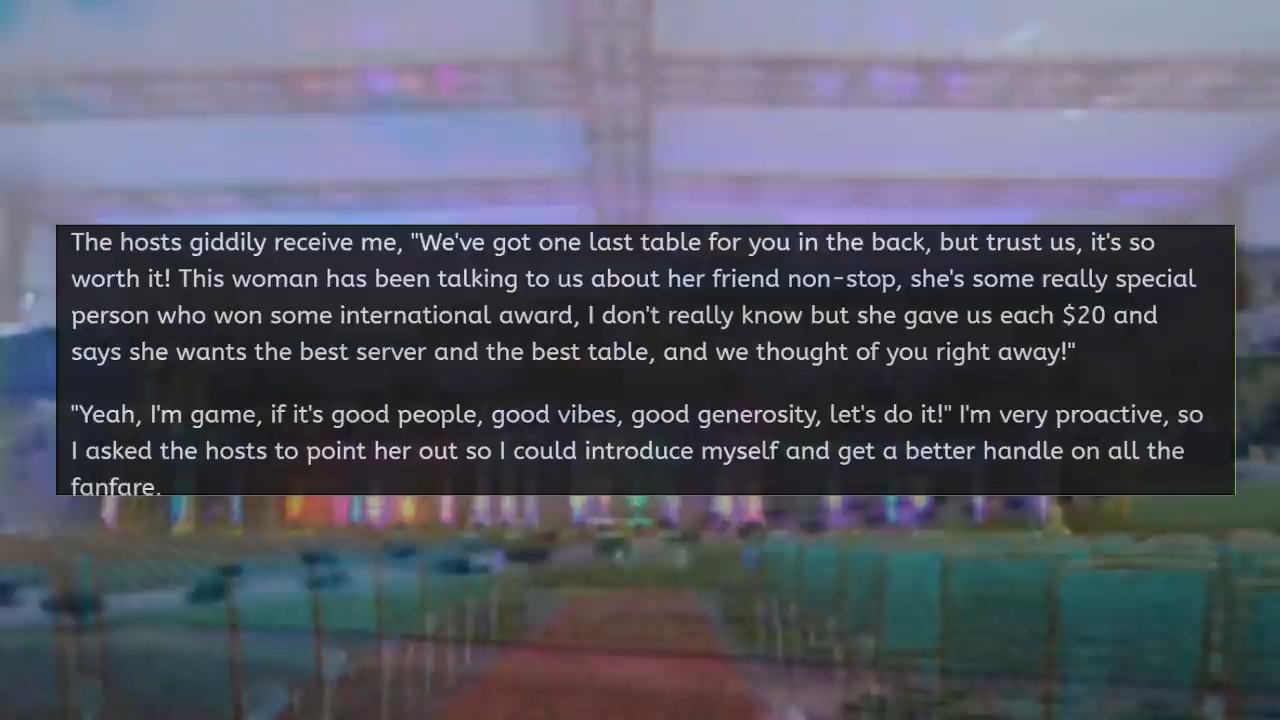 The hosts giddily receive me, "We've got one last table for you in the back, but trust us, it's so
worth it! This woman has been talking to us about her friend non-stop, she's some really special
person who won some international award, I don't really know but she gave us each $20 and
says she wants the best server and the best table, and we thought of you right away!"
"Yeah, I'm game, if it's good people, good vibes, good generosity, let's do it!" I'm very proactive, so
I asked the hosts to point her out so I could introduce myself and get a better handle on all the
fanfare.